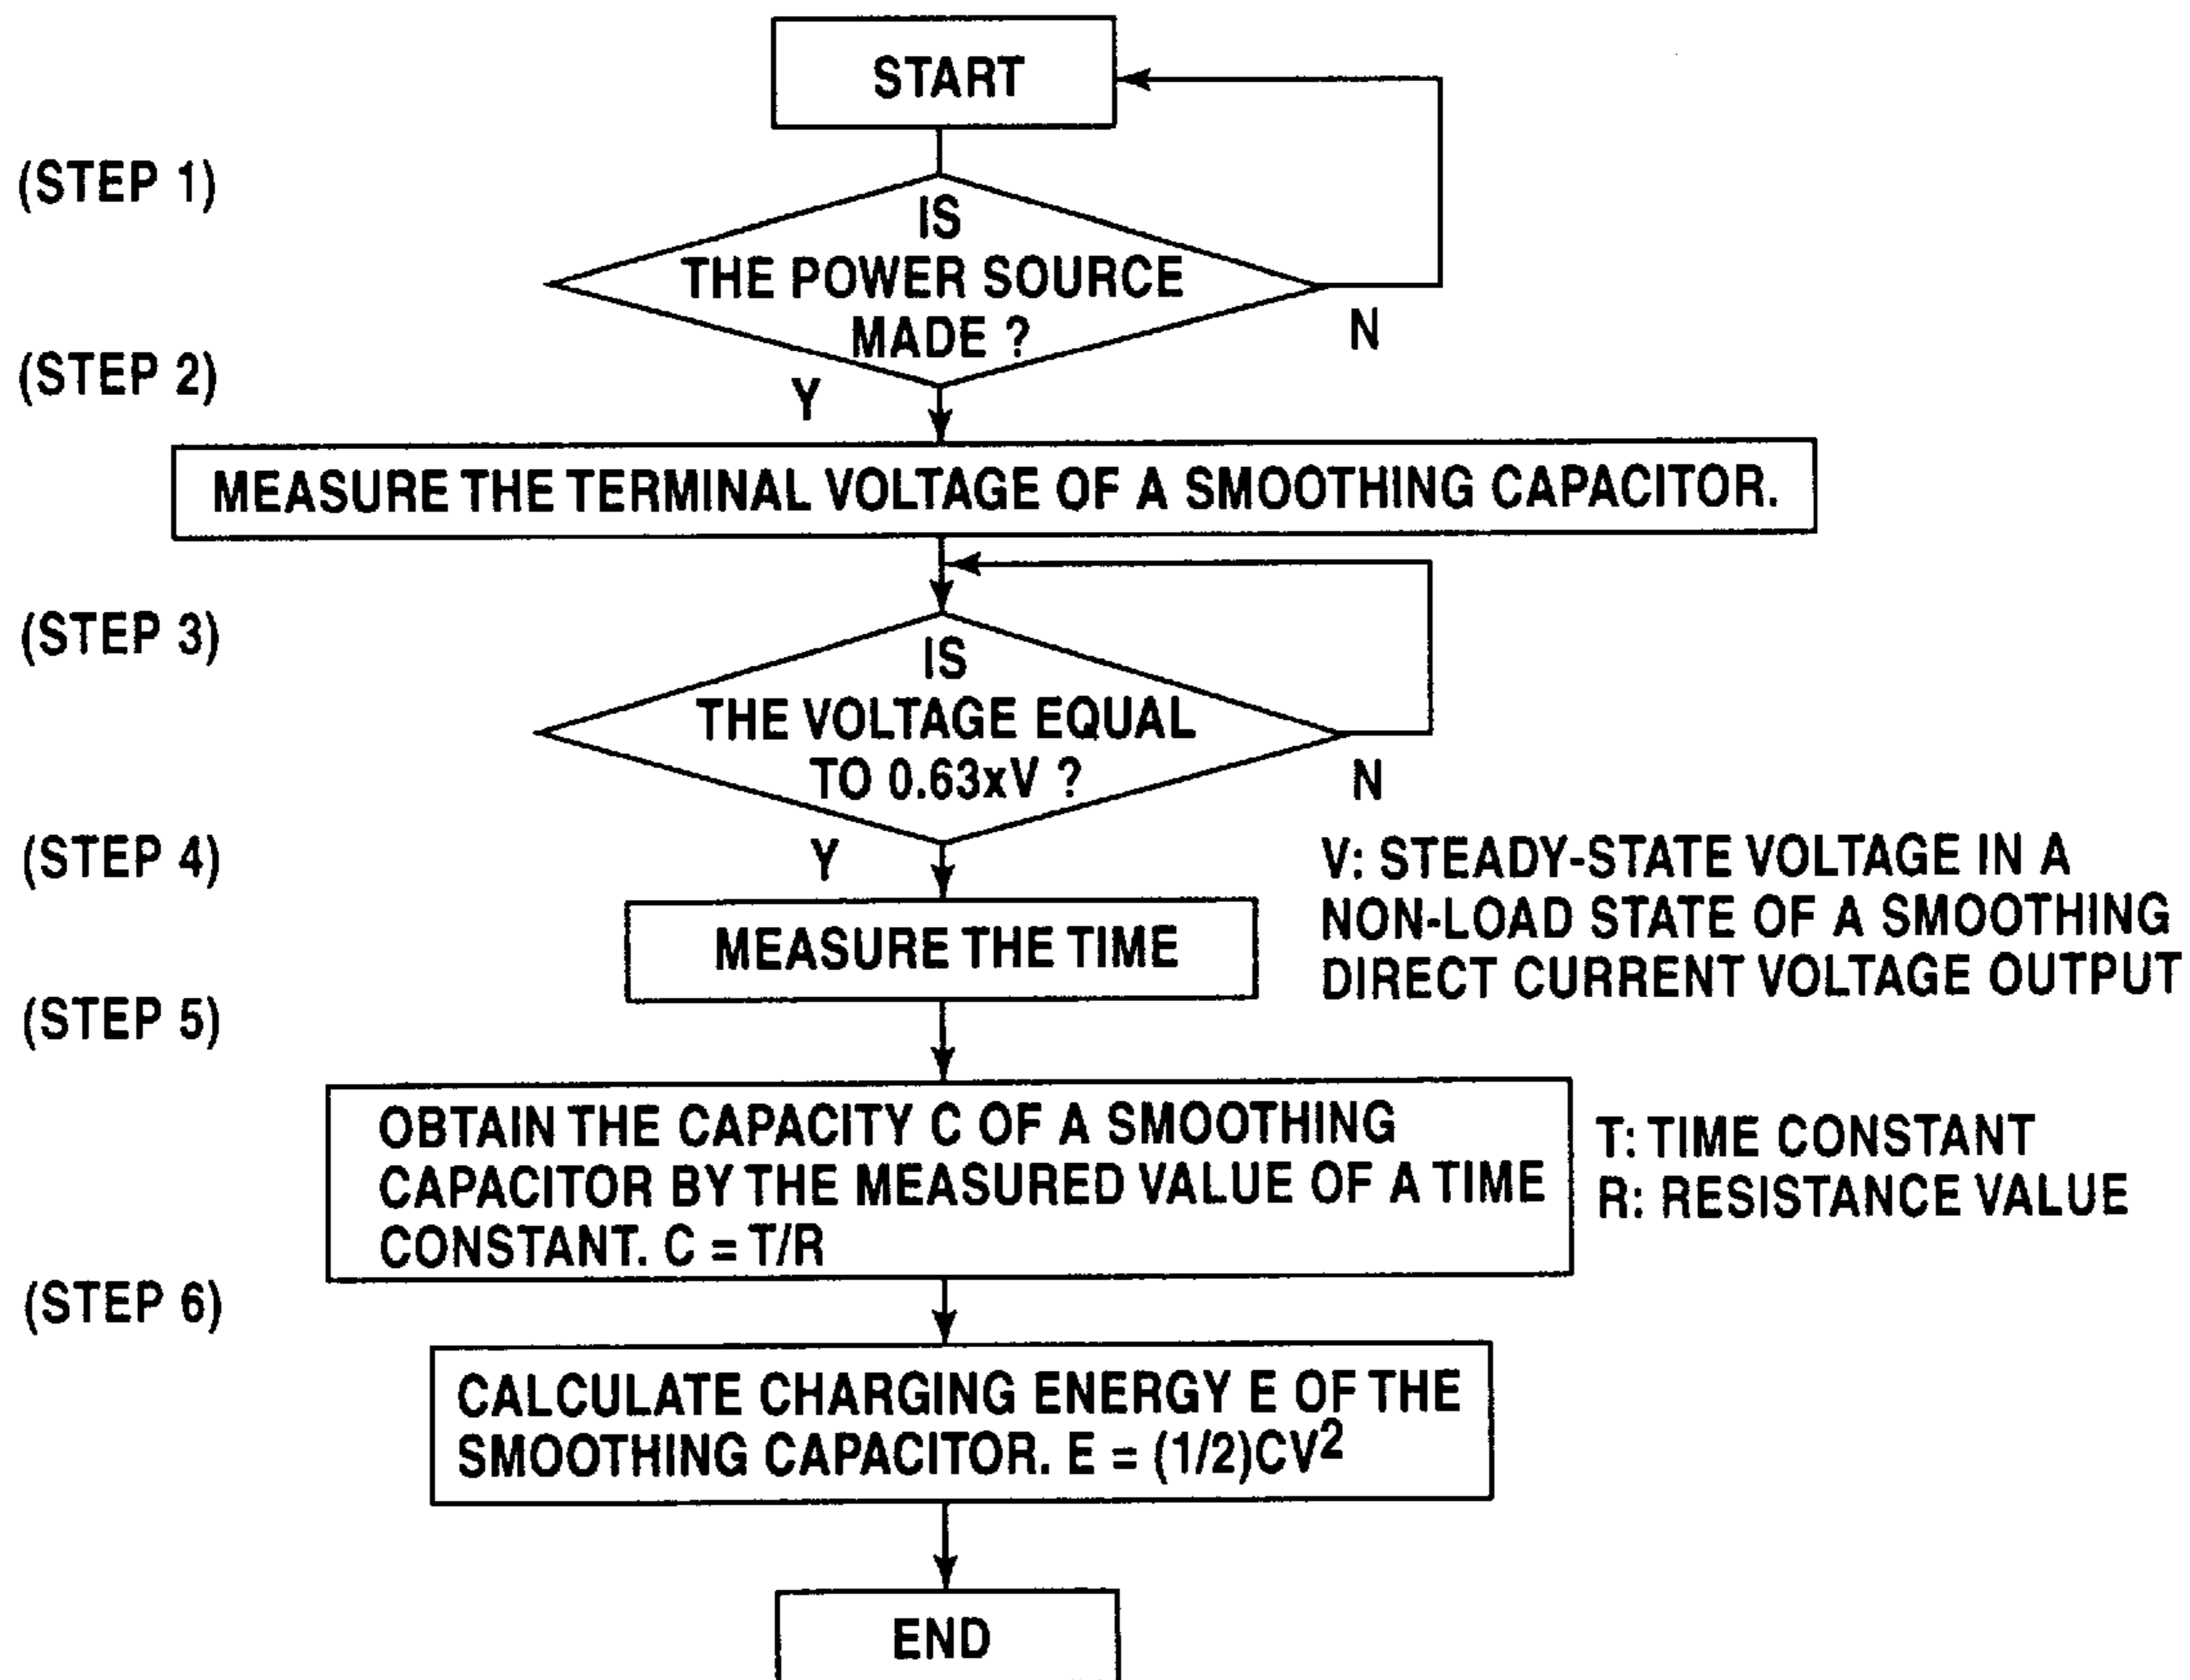 START
(STEP 1)
IS
THE POWER SOURCE
MADE ?
N
(STEP 2)
Y
MEASURE THE TERMINAL VOLTAGE OF A SMOOTHING CAPACITOR.
(STEP 3)
IS
THE VOLTAGE EQUAL
TO 0.63xV ?
N
(STEP 4)
Y
V: STEADY-STATE VOLTAGE IN A
NON-LOAD STATE OF A SMOOTHING
DIRECT CURRENT VOLTAGE OUTPUT
MEASURE THE TIME
(STEP 5)
OBTAIN THE CAPACITY C OF A SMOOTHING
CAPACITOR BY THE MEASURED VALUE OF A TIME
CONSTANT. C = T/R
T: TIME CONSTANT
R: RESISTANCE VALUE
(STEP 6)
CALCULATE CHARGING ENERGY E OF THE
SMOOTHING CAPACITOR. E = (1/2)CV²
END